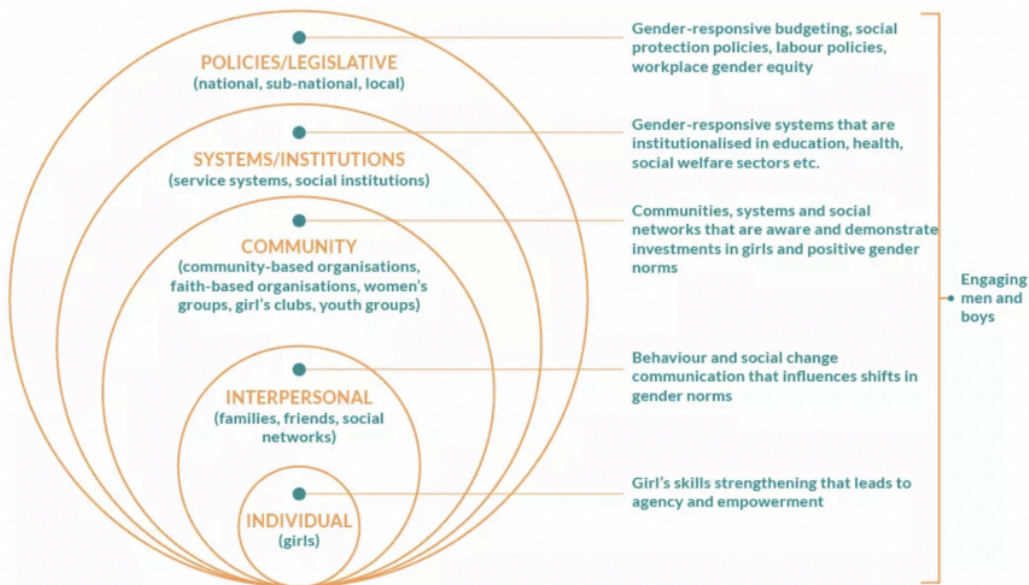 POLICIES/LEGISLATIVE
(national, sub-national, local)
Gender-responsive budgeting, social
protection policies, labour policies,
workplace gender equity
SYSTEMS/INSTITUTIONS
(service systems, social institutions)
Gender-responsive systems that are
institutionalised in education, health,
social welfare sectors etc.
COMMUNITY
(community-based organisations,
faith-based organisations, women's
groups, girl's clubs, youth groups)
Communities, systems and social
networks that are aware and demonstrate
investments in girls and positive gender
norms
INTERPERSONAL
(families, friends, social
networks)
Behaviour and social change
communication that influences shifts in
gender norms
INDIVIDUAL
(girls)
Girl's skills strengthening that leads to
agency and empowerment
Engaging
men and
boys